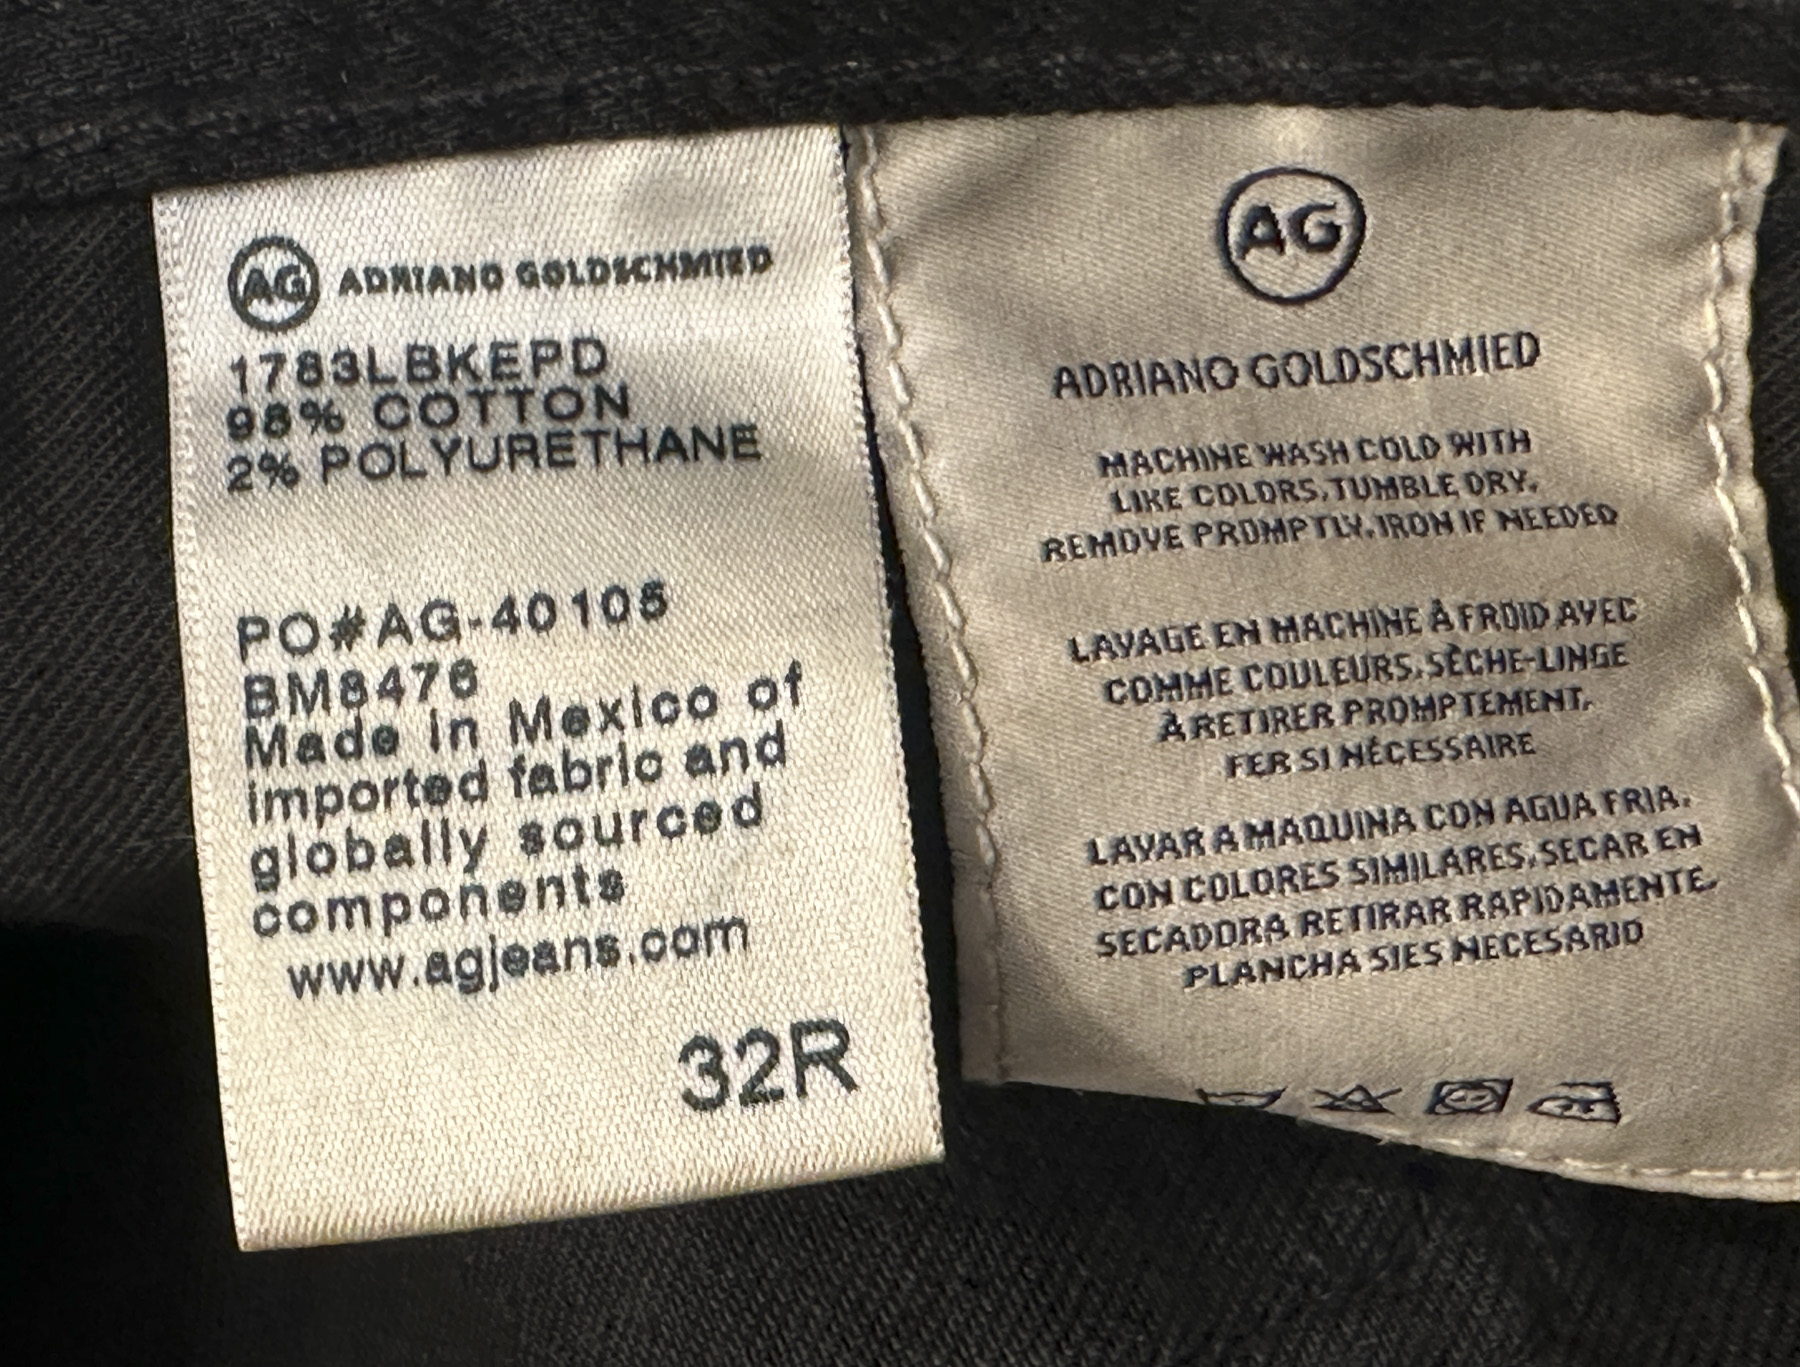 AG ADRIANO GOLDSCHMIED
1783LBKEPD
98% COTTON
2% POLYURETHANE
PO#AG-40105
BM8476
Made in Mexico of
imported fabric and
globally sourced
components
www.agjeans.com
32R
AG
ADRIANO GOLDSCHMIED
MACHINE WASH COLD WITH
LIKE COLORS, TUMBLE DRY,
REMOVE PROMPTLY, IRON IF NEEDED
LAVAGE EN MACHINE À FROID AVEC
COMME COULEURS, SÈCHE-LINGE
À RETIRER PROMPTEMENT,
FER SI NÉCESSAIRE
LAVAR A MAQUINA CON AGUA FRIA,
CON COLORES SIMILARES, SECAR EN
SECADORA RETIRAR RAPIDAMENTE,
PLANCHA SI ES NECESARIO